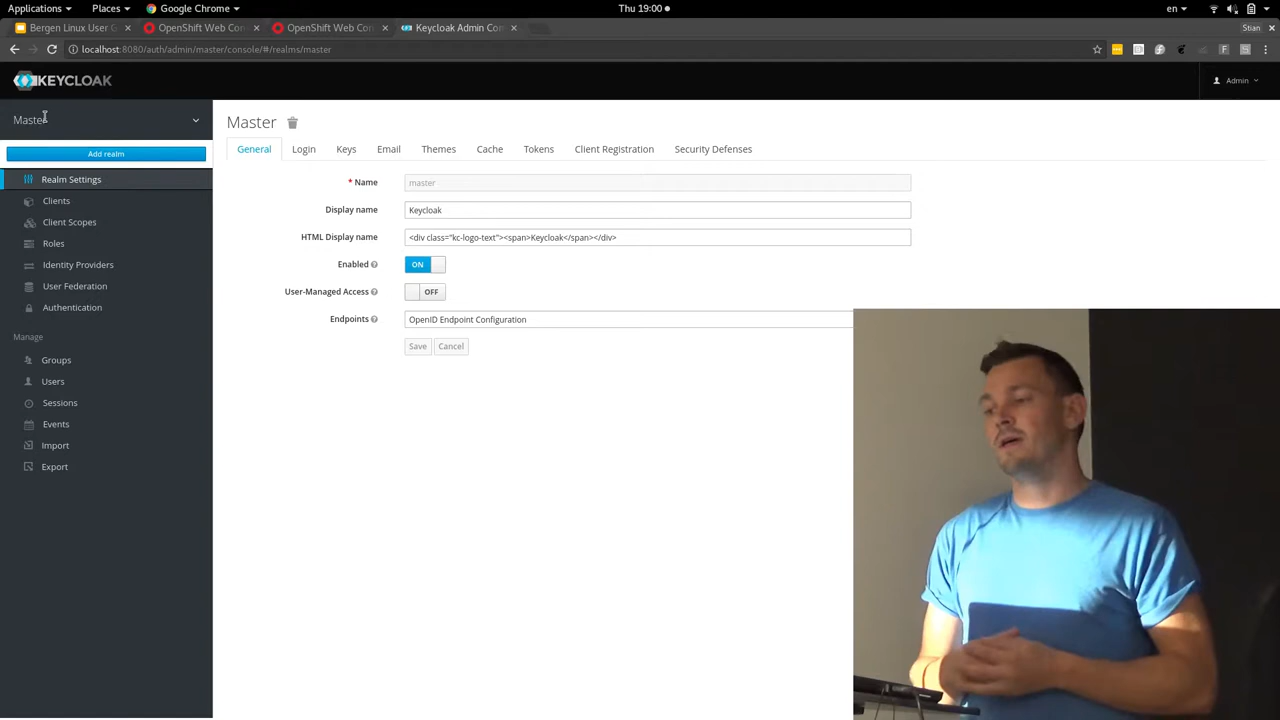 Applications
Places
Google Chrome
Thu 19:00
en
Bergen Linux User G
OpenShift Web Con
OpenShift Web Con
Keycloak Admin Con
Stian
localhost:8080/auth/admin/master/console/#/realms/master
KEYCLOAK
Admin
Master
Add realm
Realm Settings
Clients
Client Scopes
Roles
Identity Providers
User Federation
Authentication
Manage
Groups
Users
Sessions
Events
Import
Export
Master
General
Login
Keys
Email
Themes
Cache
Tokens
Client Registration
Security Defenses
* Name
master
Display name
Keycloak
HTML Display name
<div class="kc-logo-text"><span>Keycloak</span></div>
Enabled
ON
User-Managed Access
OFF
Endpoints
OpenID Endpoint Configuration
Save
Cancel